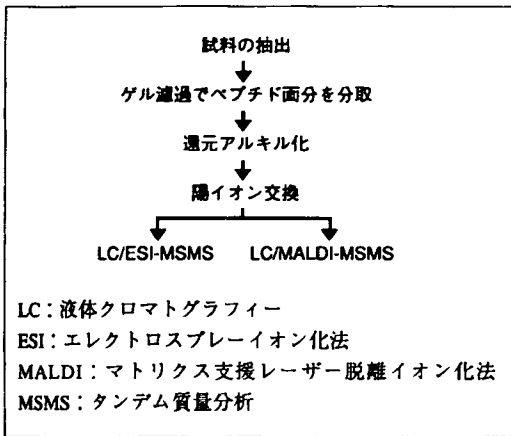 試料の抽出
ゲル濾過でペプチド面分を分取
還元アルキル化
陽イオン交換
LC/ESI-MSMS LC/MALDI-MSMS
LC：液体クロマトグラフィー
ESI：エレクトロスプレーイオン化法
MALDI：マトリクス支援レーザー脱離イオン化法
MSMS：タンデム質量分析